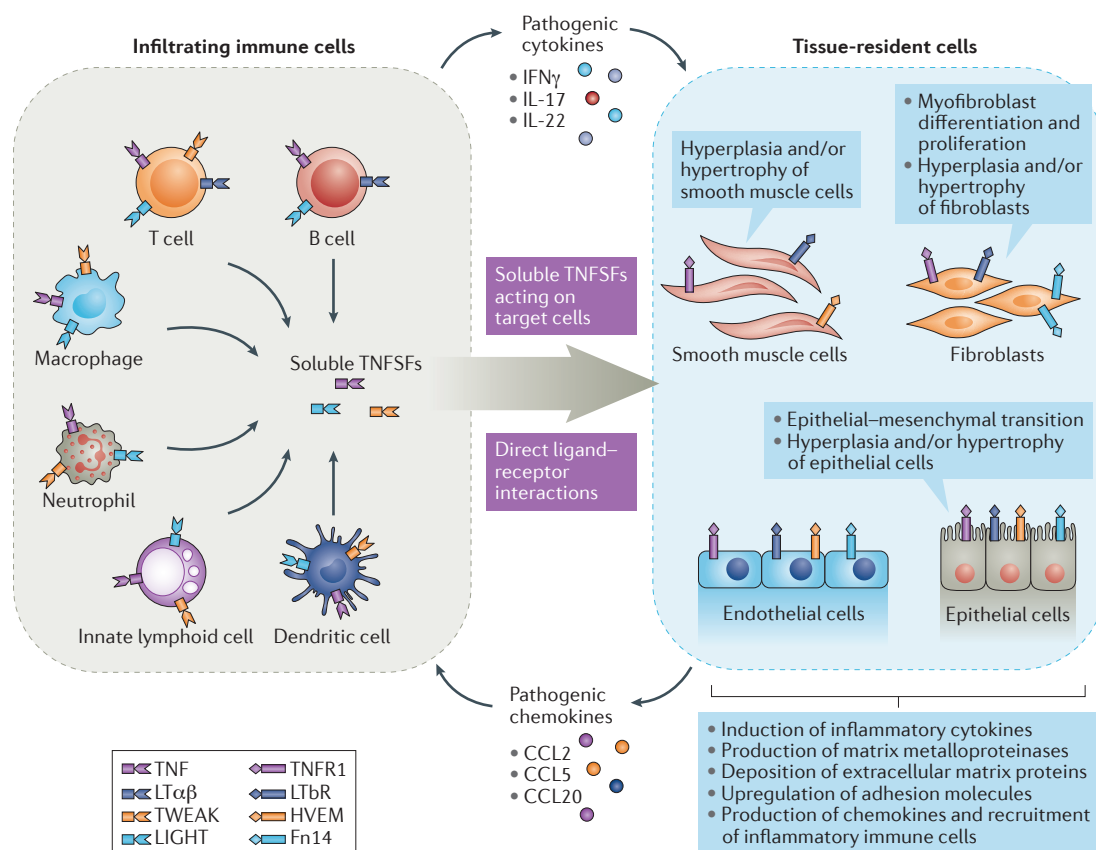 Infiltrating immune cells
Pathogenic
cytokines
• IFNγ
• IL-17
• IL-22
Tissue-resident cells
T cell
B cell
Macrophage
Neutrophil
Innate lymphoid cell
Dendritic cell
Soluble TNFSFs
Soluble TNFSFs
acting on
target cells
Direct ligand–
receptor
interactions
Hyperplasia and/or
hypertrophy of
smooth muscle cells
• Myofibroblast
differentiation and
proliferation
• Hyperplasia and/or
hypertrophy
of fibroblasts
Smooth muscle cells
Fibroblasts
• Epithelial–mesenchymal transition
• Hyperplasia and/or hypertrophy
of epithelial cells
Endothelial cells
Epithelial cells
Pathogenic
chemokines
• CCL2
• CCL5
• CCL20
• Induction of inflammatory cytokines
• Production of matrix metalloproteinases
• Deposition of extracellular matrix proteins
• Upregulation of adhesion molecules
• Production of chemokines and recruitment
of inflammatory immune cells
TNF
LTαβ
TWEAK
LIGHT
TNFR1
LTbR
HVEM
Fn14